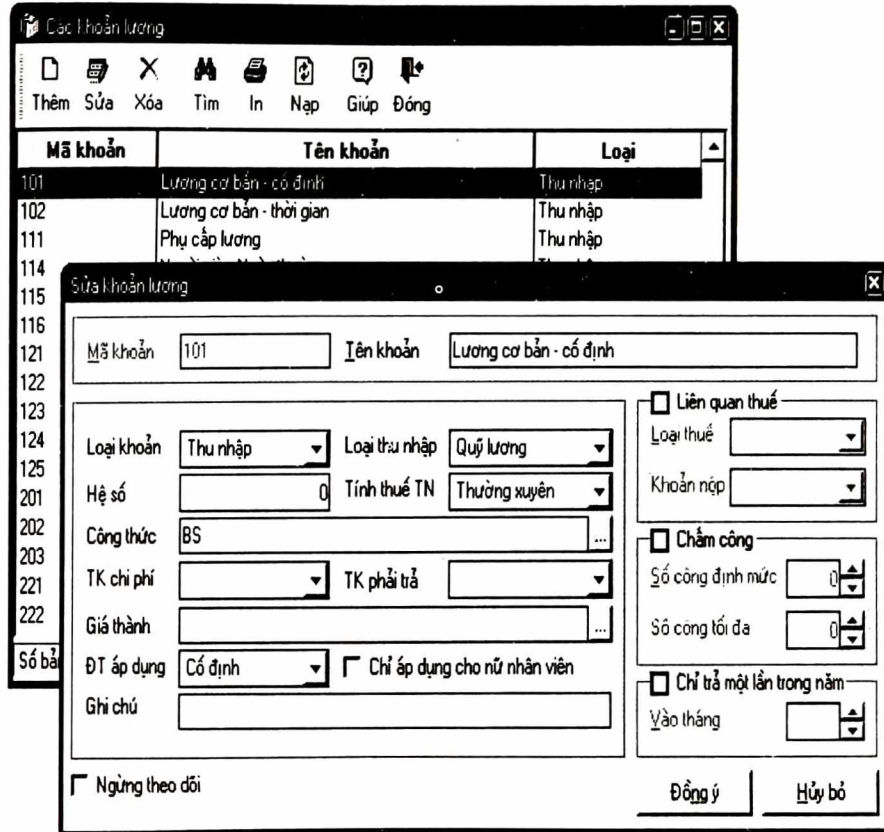 Các khoản lương
Thêm Sửa Xóa Tìm In Nạp Giúp Đóng
Mã khoản Tên khoản Loại
101 Lương cơ bản - cố định Thu nhập
102 Lương cơ bản - thời gian Thu nhập
111 Phụ cấp lương Thu nhập
114
115
116
121
122
123
124
125
201
202
203
221
222
Số bản
Sửa khoản lương
Mã khoản 101 Tên khoản Lương cơ bản - cố định
Loại khoản Thu nhập Loại thu nhập Quỹ lương
Hệ số 0 Tính thuế TN Thường xuyên
Công thức BS ...
TK chi phí TK phải trả
Giá thành ...
ĐT áp dụng Cố định Chỉ áp dụng cho nữ nhân viên
Ghi chú
Liên quan thuế
Loại thuế
Khoản nộp
Chấm công
Số công định mức 0
Số công tối đa 0
Chỉ trả một lần trong năm
Vào tháng
Ngừng theo dõi
Đồng ý Hủy bỏ